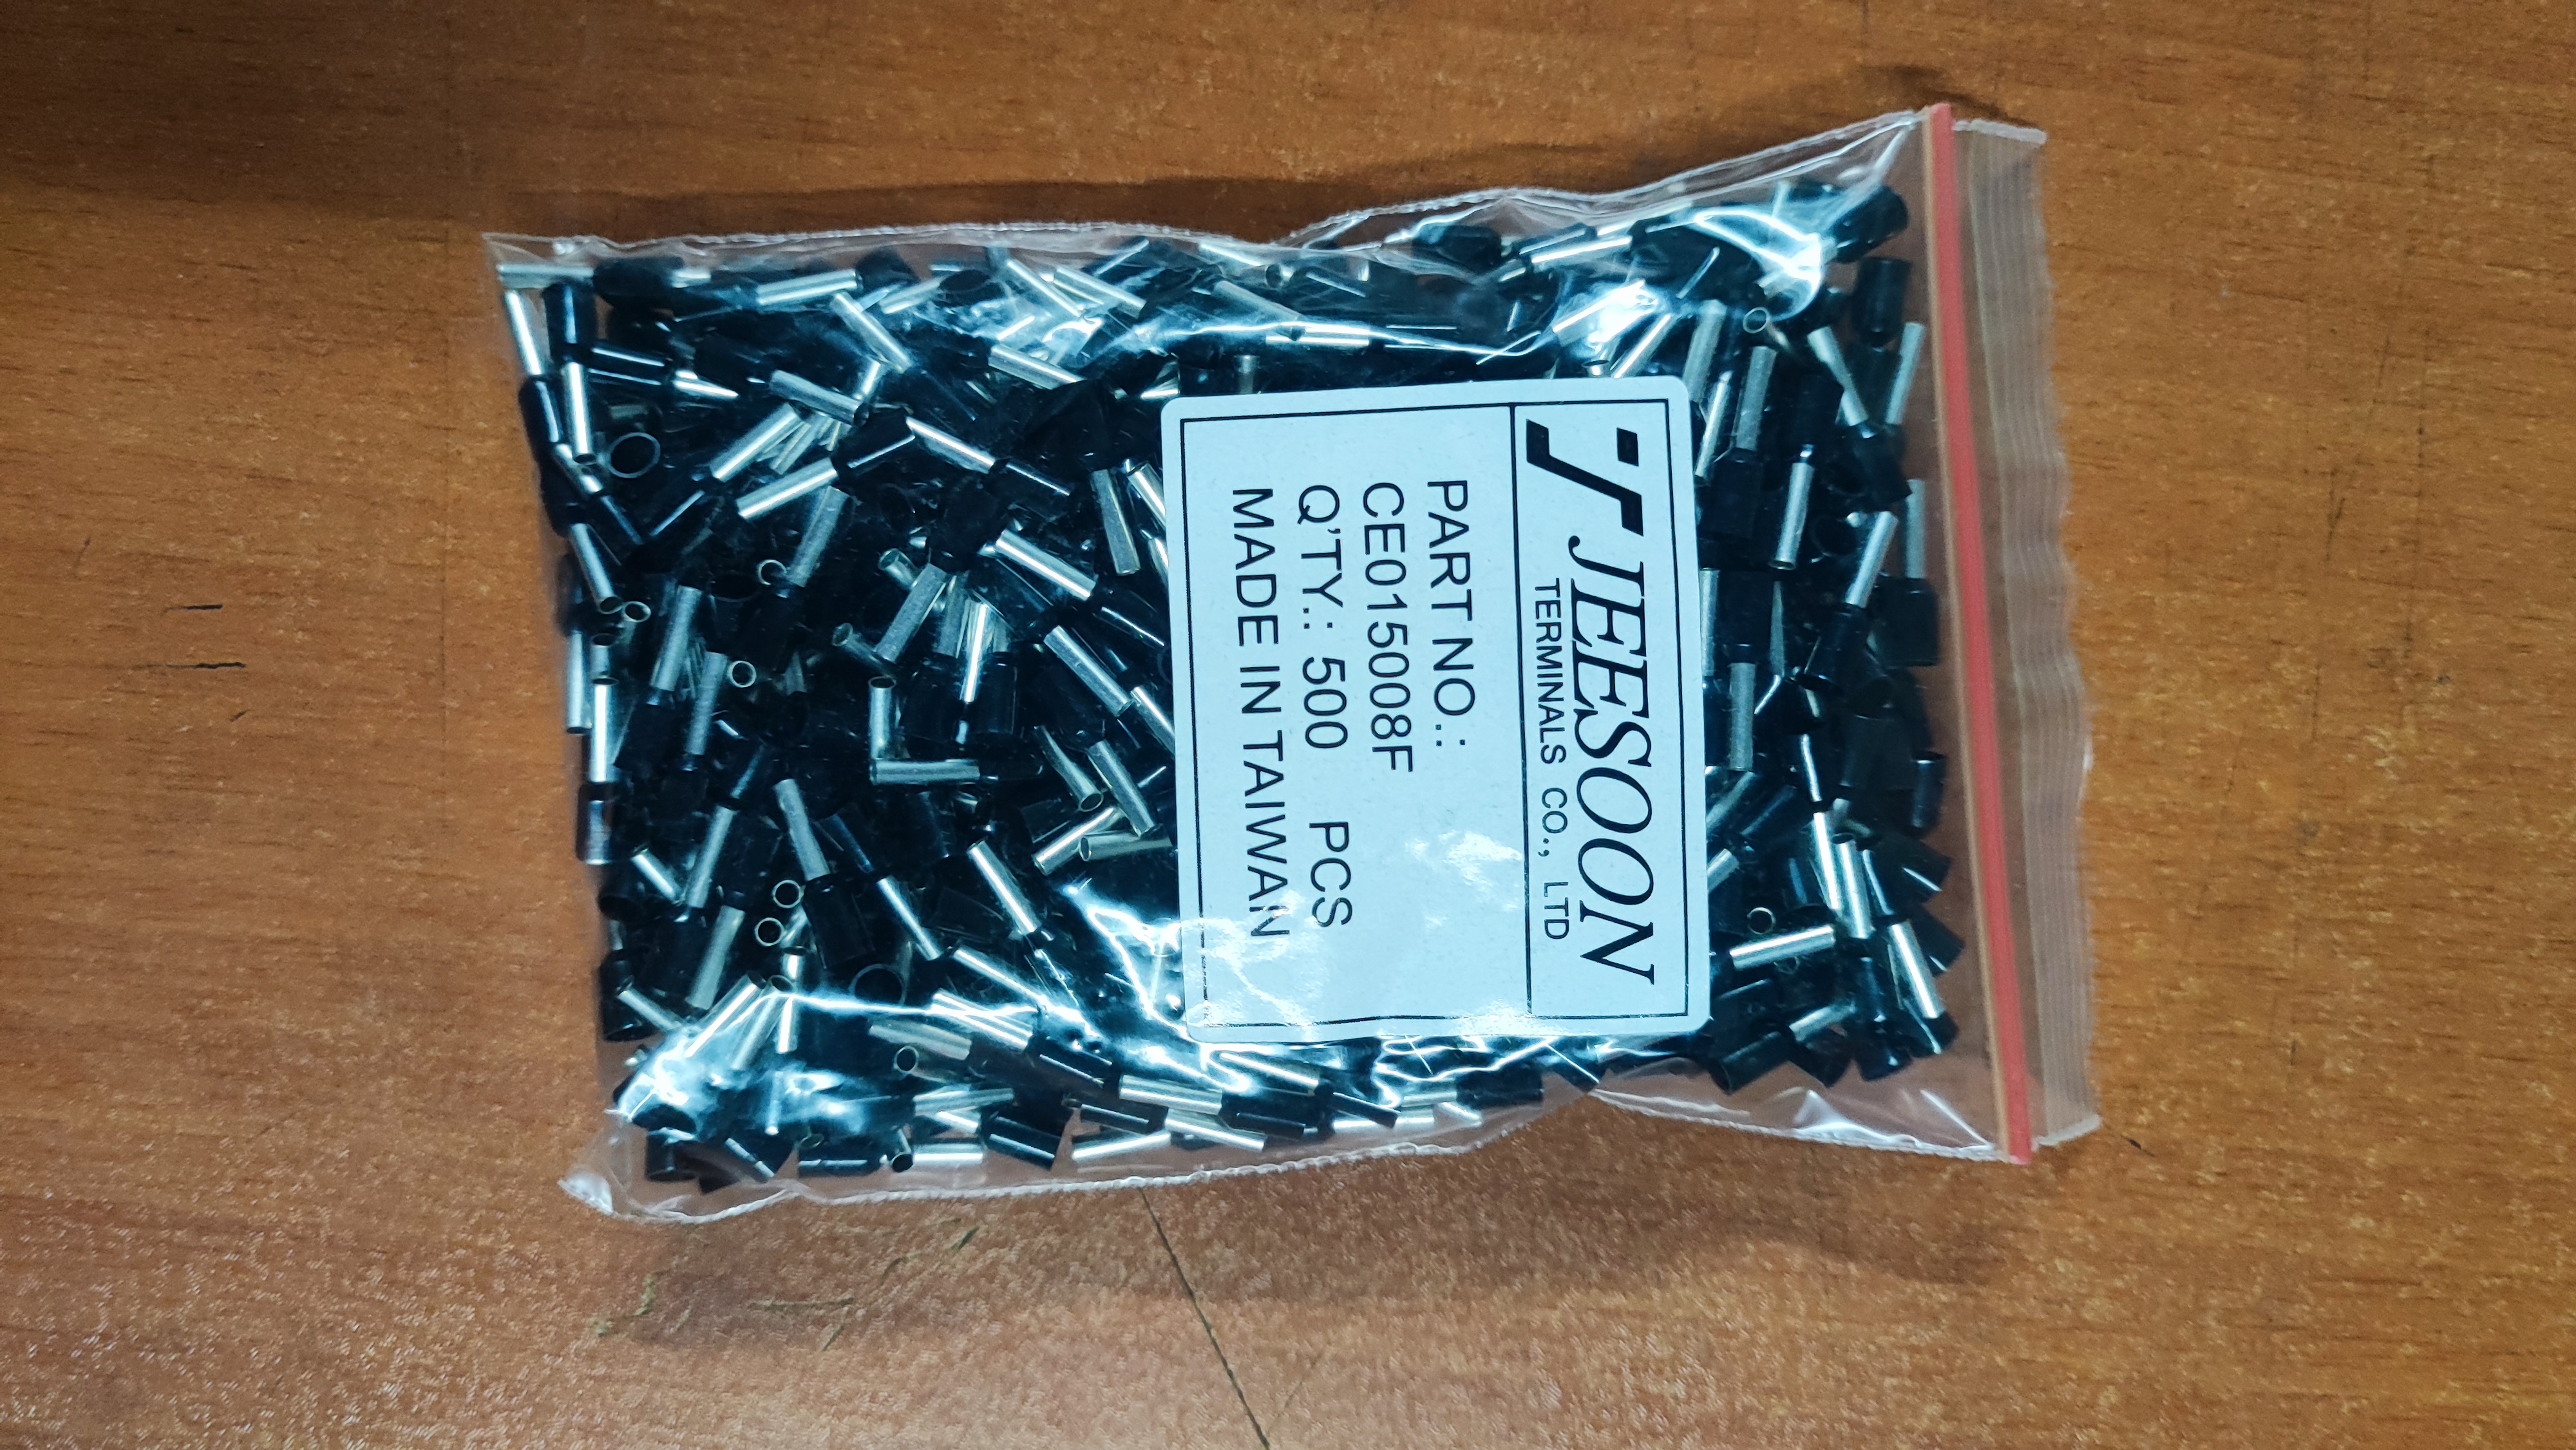 JEESOON
TERMINALS CO., LTD
PART NO.:
CE015008F
Q'TY.: 500 PCS
MADE IN TAIWAN